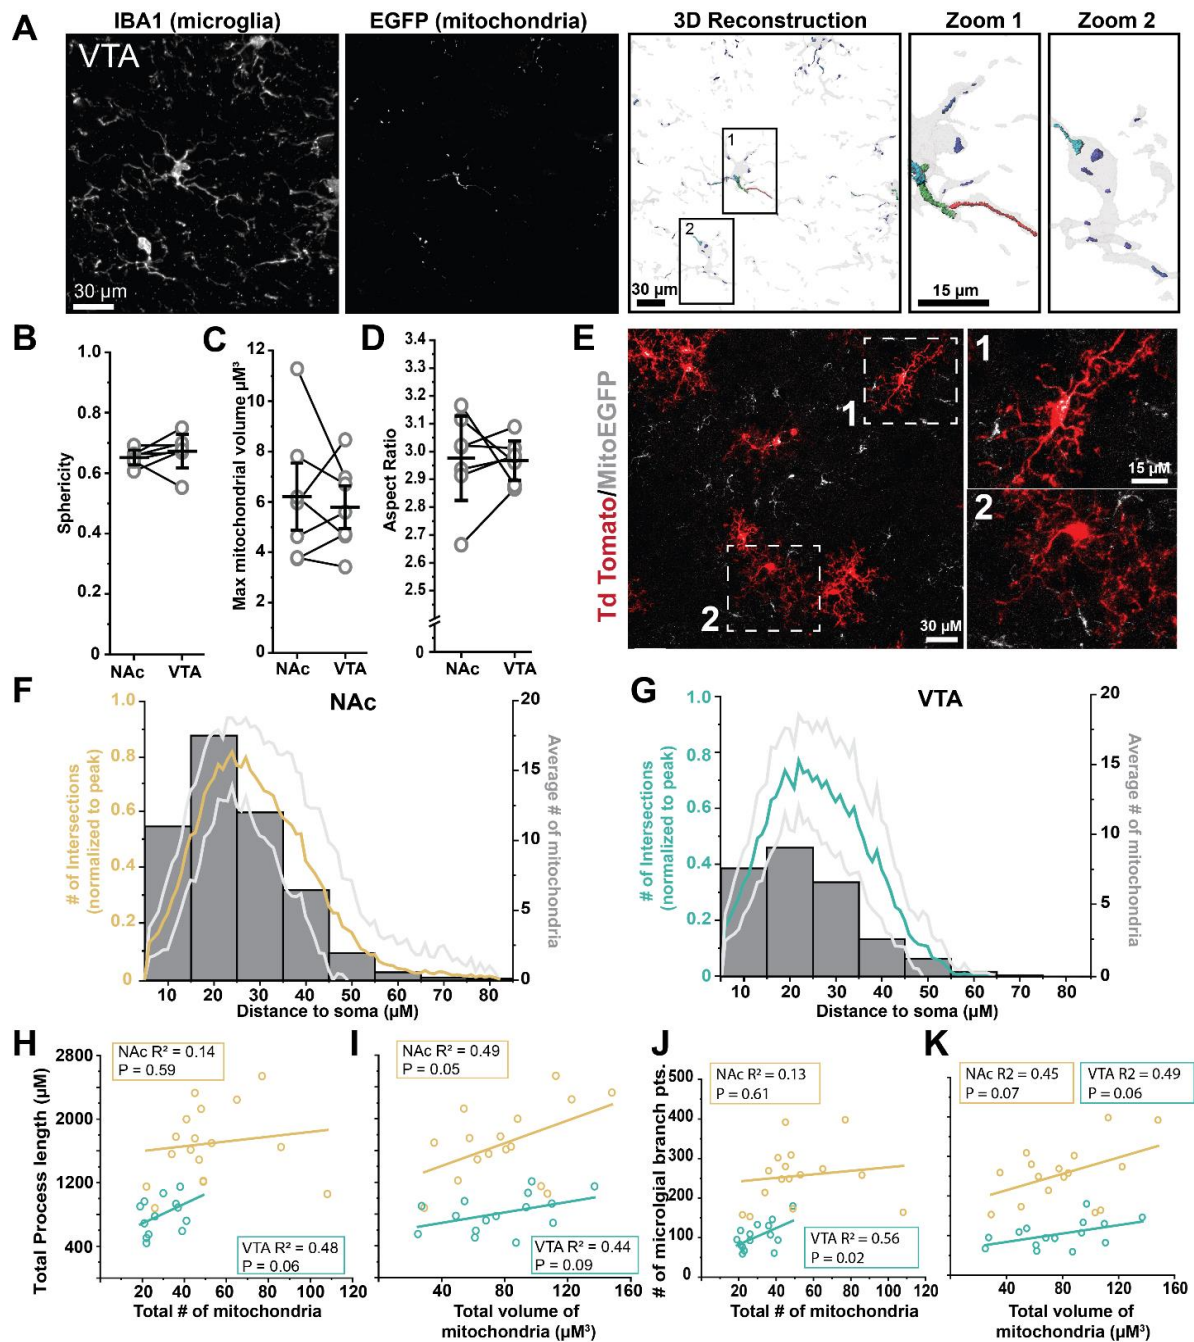 A
IBA1 (microglia)
EGFP (mitochondria)
3D Reconstruction
Zoom 1
Zoom 2
VTA
30 µm
1
2
30 µm
15 µm
B
1.0
0.8
0.6
0.4
0.2
0
Sphericity
NAc
VTA
C
12
10
8
6
4
2
0
Max mitochondrial volume µM³
NAc
VTA
D
3.4
3.3
3.2
3.1
3.0
2.9
2.8
2.7
2.6
2.5
0
Aspect Ratio
NAc
VTA
E
Td Tomato/MitoEGFP
1
2
30 µM
1
15 µM
2
F
NAc
1.0
0.8
0.6
0.4
0.2
0
# of Intersections
(normalized to peak)
20
15
10
5
0
Average # of mitochondria
10 20 30 40 50 60 70 80
Distance to soma (µM)
G
VTA
1.0
0.8
0.6
0.4
0.2
0
# of Intersections
(normalized to peak)
20
15
10
5
0
Average # of mitochondria
10 20 30 40 50 60 70 80
Distance to soma (µM)
H
2800
2000
1200
400
Total Process length (µM)
NAc R² = 0.14
P = 0.59
VTA R² = 0.48
P = 0.06
0 20 40 60 80 100 120
Total # of mitochondria
I
NAc R² = 0.49
P = 0.05
VTA R² = 0.44
P = 0.09
0 40 80 120 160
Total volume of
mitochondria (µM³)
J
500
400
300
200
100
0
# of microlgial branch pts.
NAc R² = 0.13
P = 0.61
VTA R² = 0.56
P = 0.02
0 20 40 60 80 100 120
Total # of mitochondria
K
NAc R2 = 0.45
P = 0.07
VTA R2 = 0.49
P = 0.06
0 40 80 120 160
Total volume of
mitochondria (µM³)